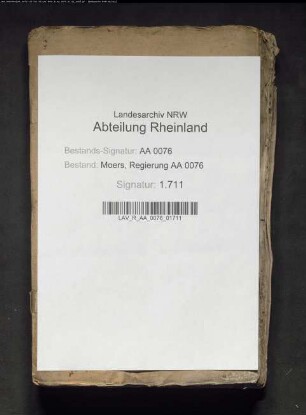 Landesarchiv NRW
Abteilung Rheinland
Bestands-Signatur: AA 0076
Bestand: Moers, Regierung AA 0076
Signatur: 1.711
LAV_R_AA_0076_01711